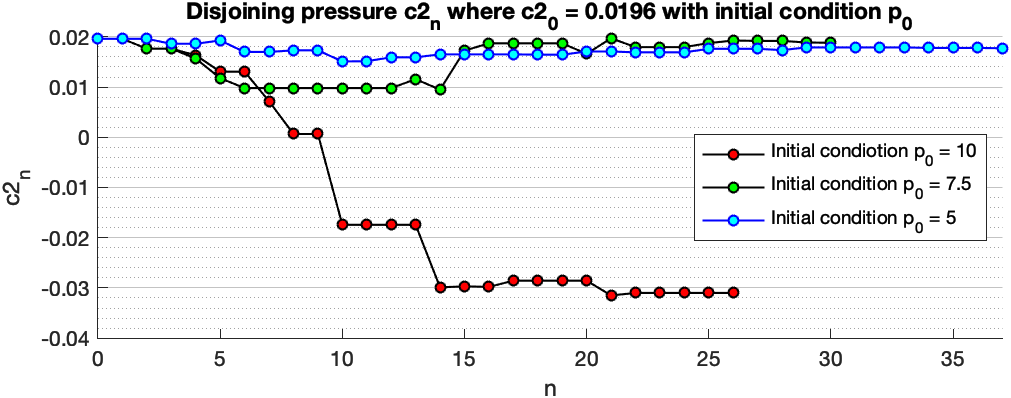 Disjoining pressure c2n where c20 = 0.0196 with initial condition p0
0.02
0.01
0
-0.01
-0.02
-0.03
-0.04
c2n
0 5 10 15 20 25 30 35
n
Initial condiotion p0 = 10
Initial condition p0 = 7.5
Initial condition p0 = 5